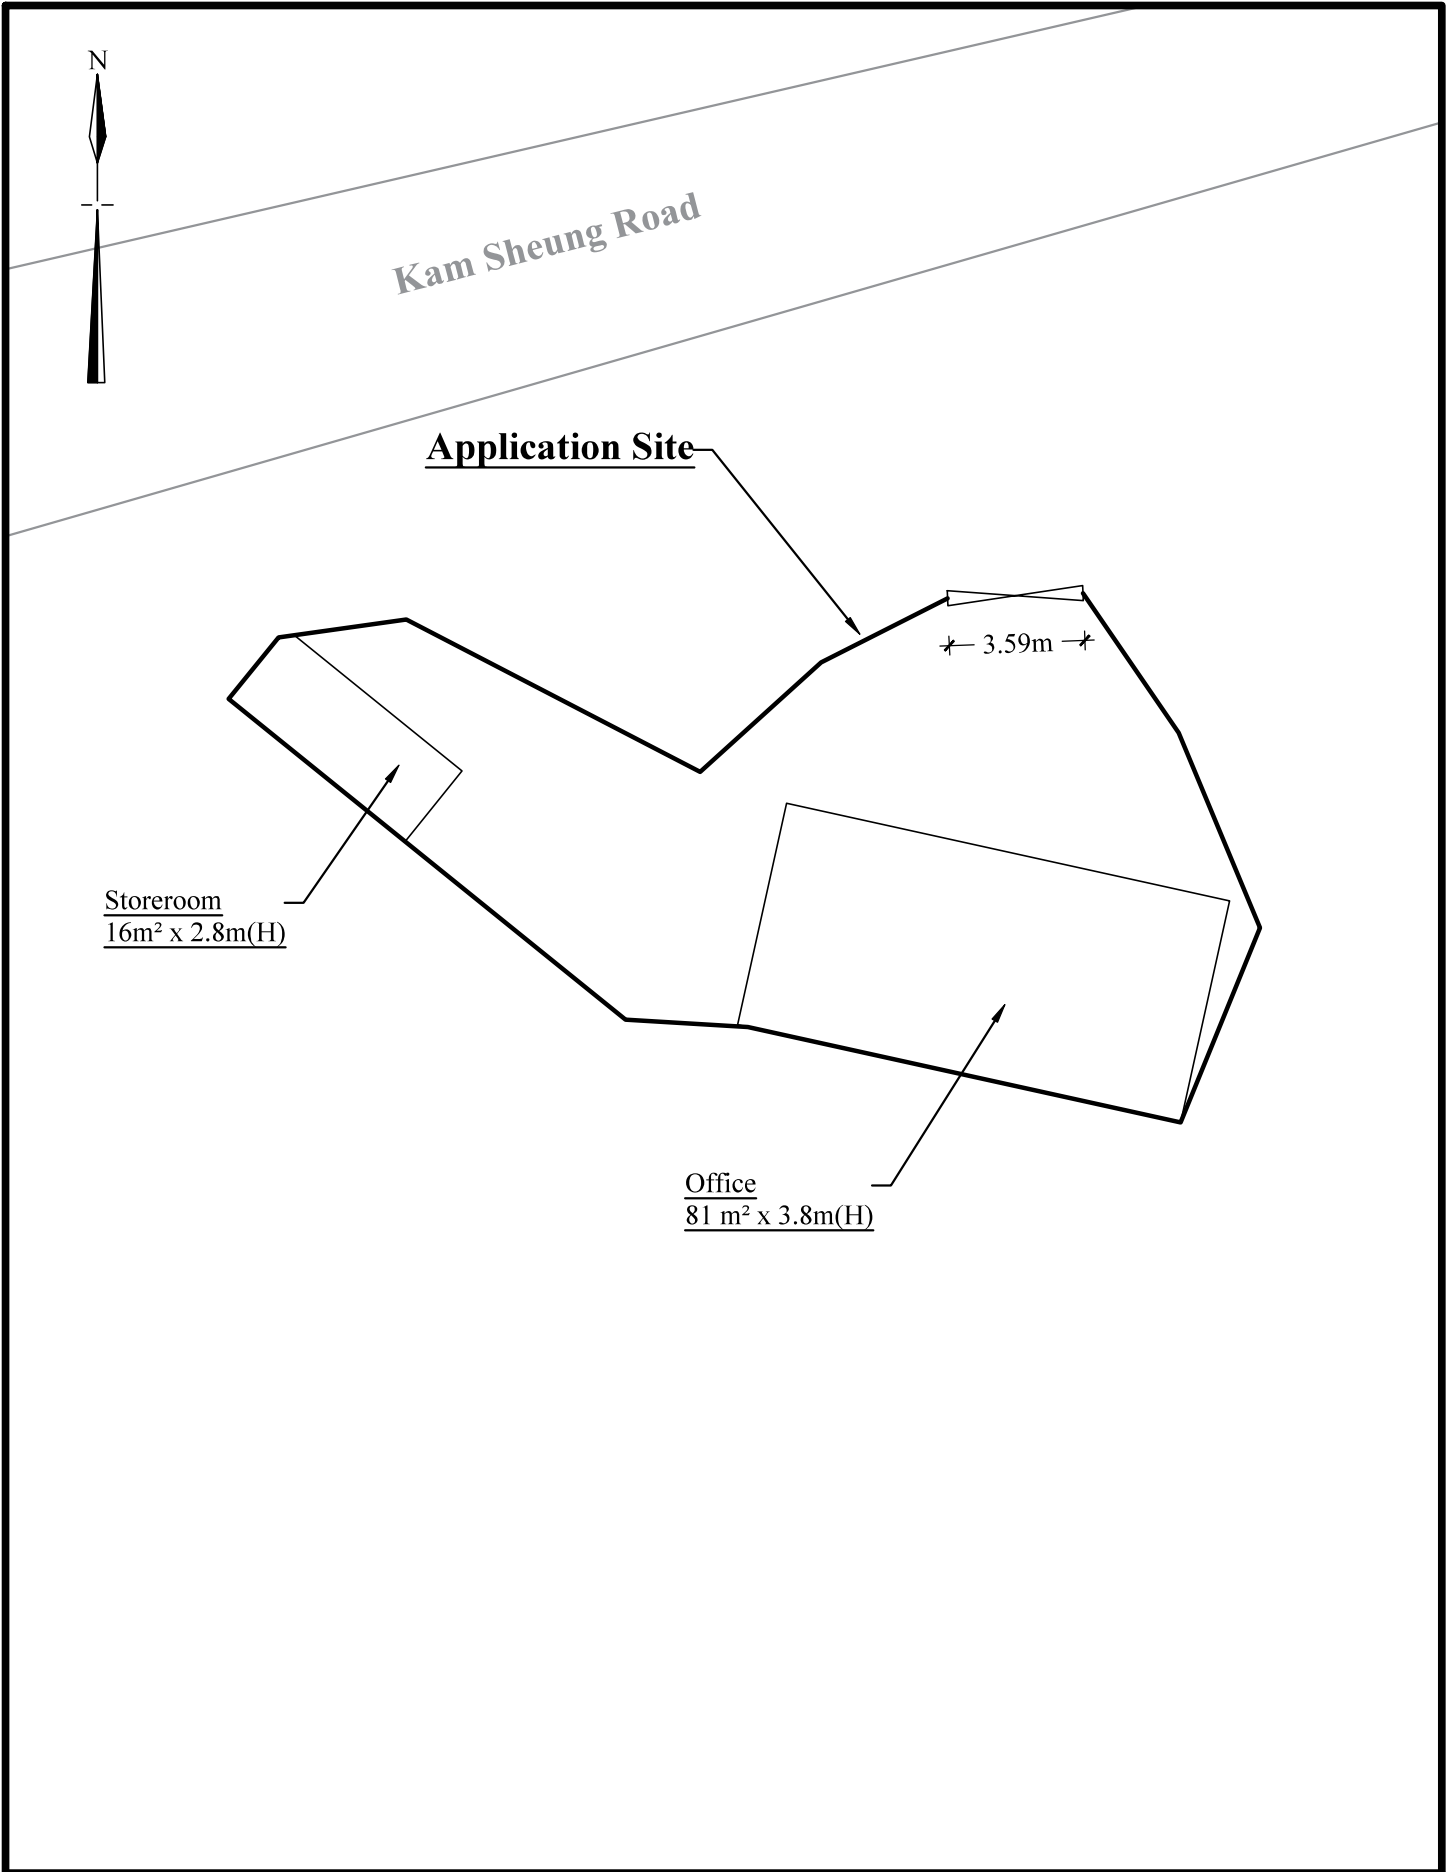 N
Kam Sheung Road
Application Site
3.59m
Storeroom
16m² x 2.8m(H)
Office
81 m² x 3.8m(H)